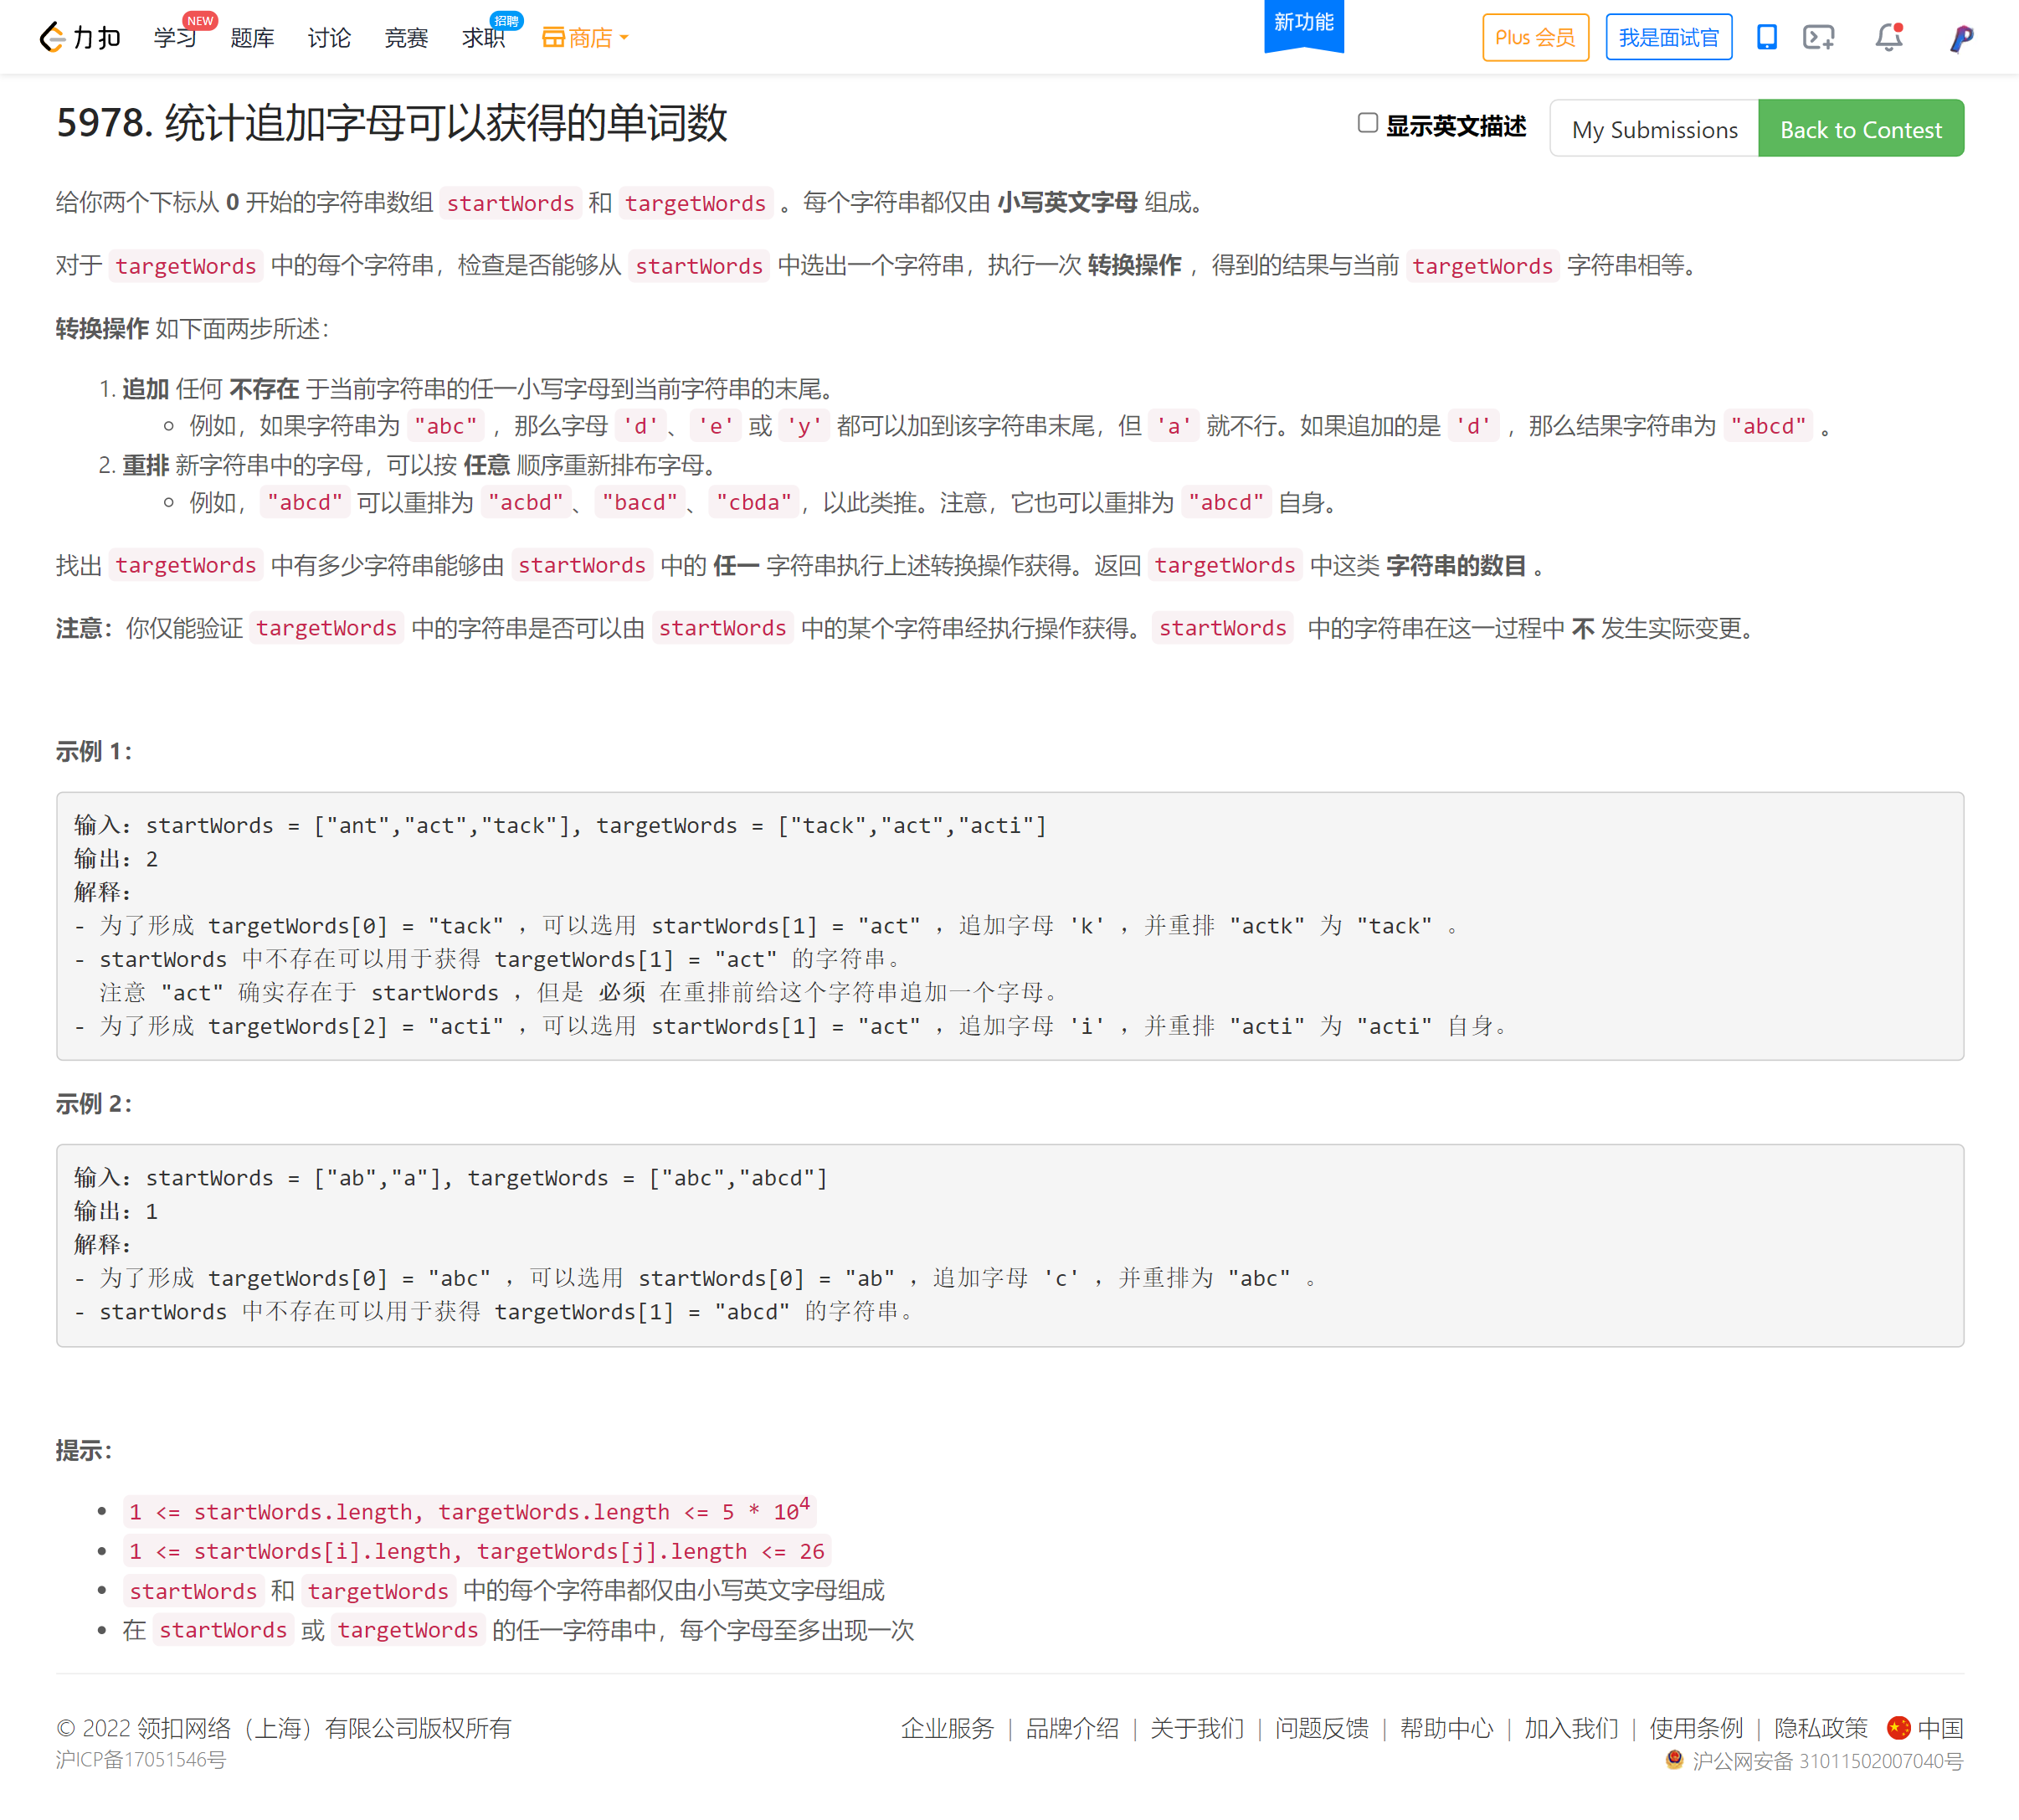 力扣 学习 NEW 题库 讨论 竞赛 求职 招聘 商店 新功能 Plus 会员 我是面试官
5978. 统计追加字母可以获得的单词数 显示英文描述 My Submissions Back to Contest
给你两个下标从 0 开始的字符串数组 startWords 和 targetWords 。每个字符串都仅由 小写英文字母 组成。
对于 targetWords 中的每个字符串，检查是否能够从 startWords 中选出一个字符串，执行一次 转换操作 ，得到的结果与当前 targetWords 字符串相等。
转换操作 如下面两步所述：
1. 追加 任何 不存在 于当前字符串的任一小写字母到当前字符串的末尾。
◦ 例如，如果字符串为 "abc" ，那么字母 'd'、'e' 或 'y' 都可以加到该字符串末尾，但 'a' 就不行。如果追加的是 'd' ，那么结果字符串为 "abcd" 。
2. 重排 新字符串中的字母，可以按 任意 顺序重新排布字母。
◦ 例如，"abcd" 可以重排为 "acbd"、"bacd"、"cbda"，以此类推。注意，它也可以重排为 "abcd" 自身。
找出 targetWords 中有多少字符串能够由 startWords 中的 任一 字符串执行上述转换操作获得。返回 targetWords 中这类 字符串的数目 。
注意：你仅能验证 targetWords 中的字符串是否可以由 startWords 中的某个字符串经执行操作获得。startWords 中的字符串在这一过程中 不 发生实际变更。
示例 1：
输入：startWords = ["ant","act","tack"], targetWords = ["tack","act","acti"]
输出：2
解释：
- 为了形成 targetWords[0] = "tack" ，可以选用 startWords[1] = "act" ，追加字母 'k' ，并重排 "actk" 为 "tack" 。
- startWords 中不存在可以用于获得 targetWords[1] = "act" 的字符串。
注意 "act" 确实存在于 startWords ，但是 必须 在重排前给这个字符串追加一个字母。
- 为了形成 targetWords[2] = "acti" ，可以选用 startWords[1] = "act" ，追加字母 'i' ，并重排 "acti" 为 "acti" 自身。
示例 2：
输入：startWords = ["ab","a"], targetWords = ["abc","abcd"]
输出：1
解释：
- 为了形成 targetWords[0] = "abc" ，可以选用 startWords[0] = "ab" ，追加字母 'c' ，并重排为 "abc" 。
- startWords 中不存在可以用于获得 targetWords[1] = "abcd" 的字符串。
提示：
• 1 <= startWords.length, targetWords.length <= 5 * 10⁴
• 1 <= startWords[i].length, targetWords[j].length <= 26
• startWords 和 targetWords 中的每个字符串都仅由小写英文字母组成
• 在 startWords 或 targetWords 的任一字符串中，每个字母至多出现一次
© 2022 领扣网络（上海）有限公司版权所有 企业服务 | 品牌介绍 | 关于我们 | 问题反馈 | 帮助中心 | 加入我们 | 使用条例 | 隐私政策 中国
沪ICP备17051546号 沪公网安备 31011502007040号